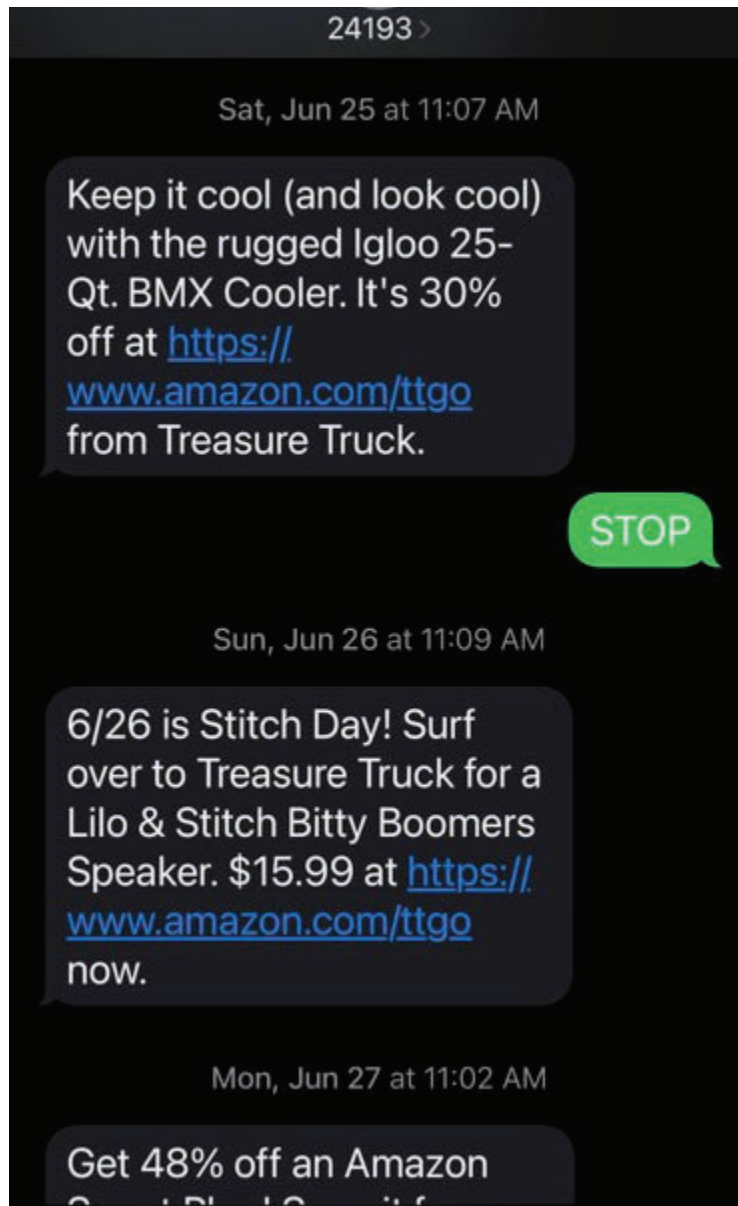 24193 >
Sat, Jun 25 at 11:07 AM
Keep it cool (and look cool)
with the rugged Igloo 25-
Qt. BMX Cooler. It's 30%
off at https://
www.amazon.com/ttgo
from Treasure Truck.
STOP
Sun, Jun 26 at 11:09 AM
6/26 is Stitch Day! Surf
over to Treasure Truck for a
Lilo & Stitch Bitty Boomers
Speaker. $15.99 at https://
www.amazon.com/ttgo
now.
Mon, Jun 27 at 11:02 AM
Get 48% off an Amazon